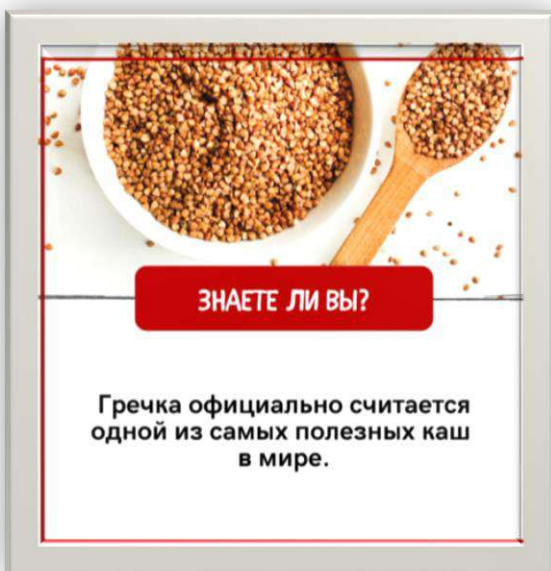 ЗНАЕТЕ ЛИ ВЫ?
Гречка официально считается
одной из самых полезных каш
в мире.